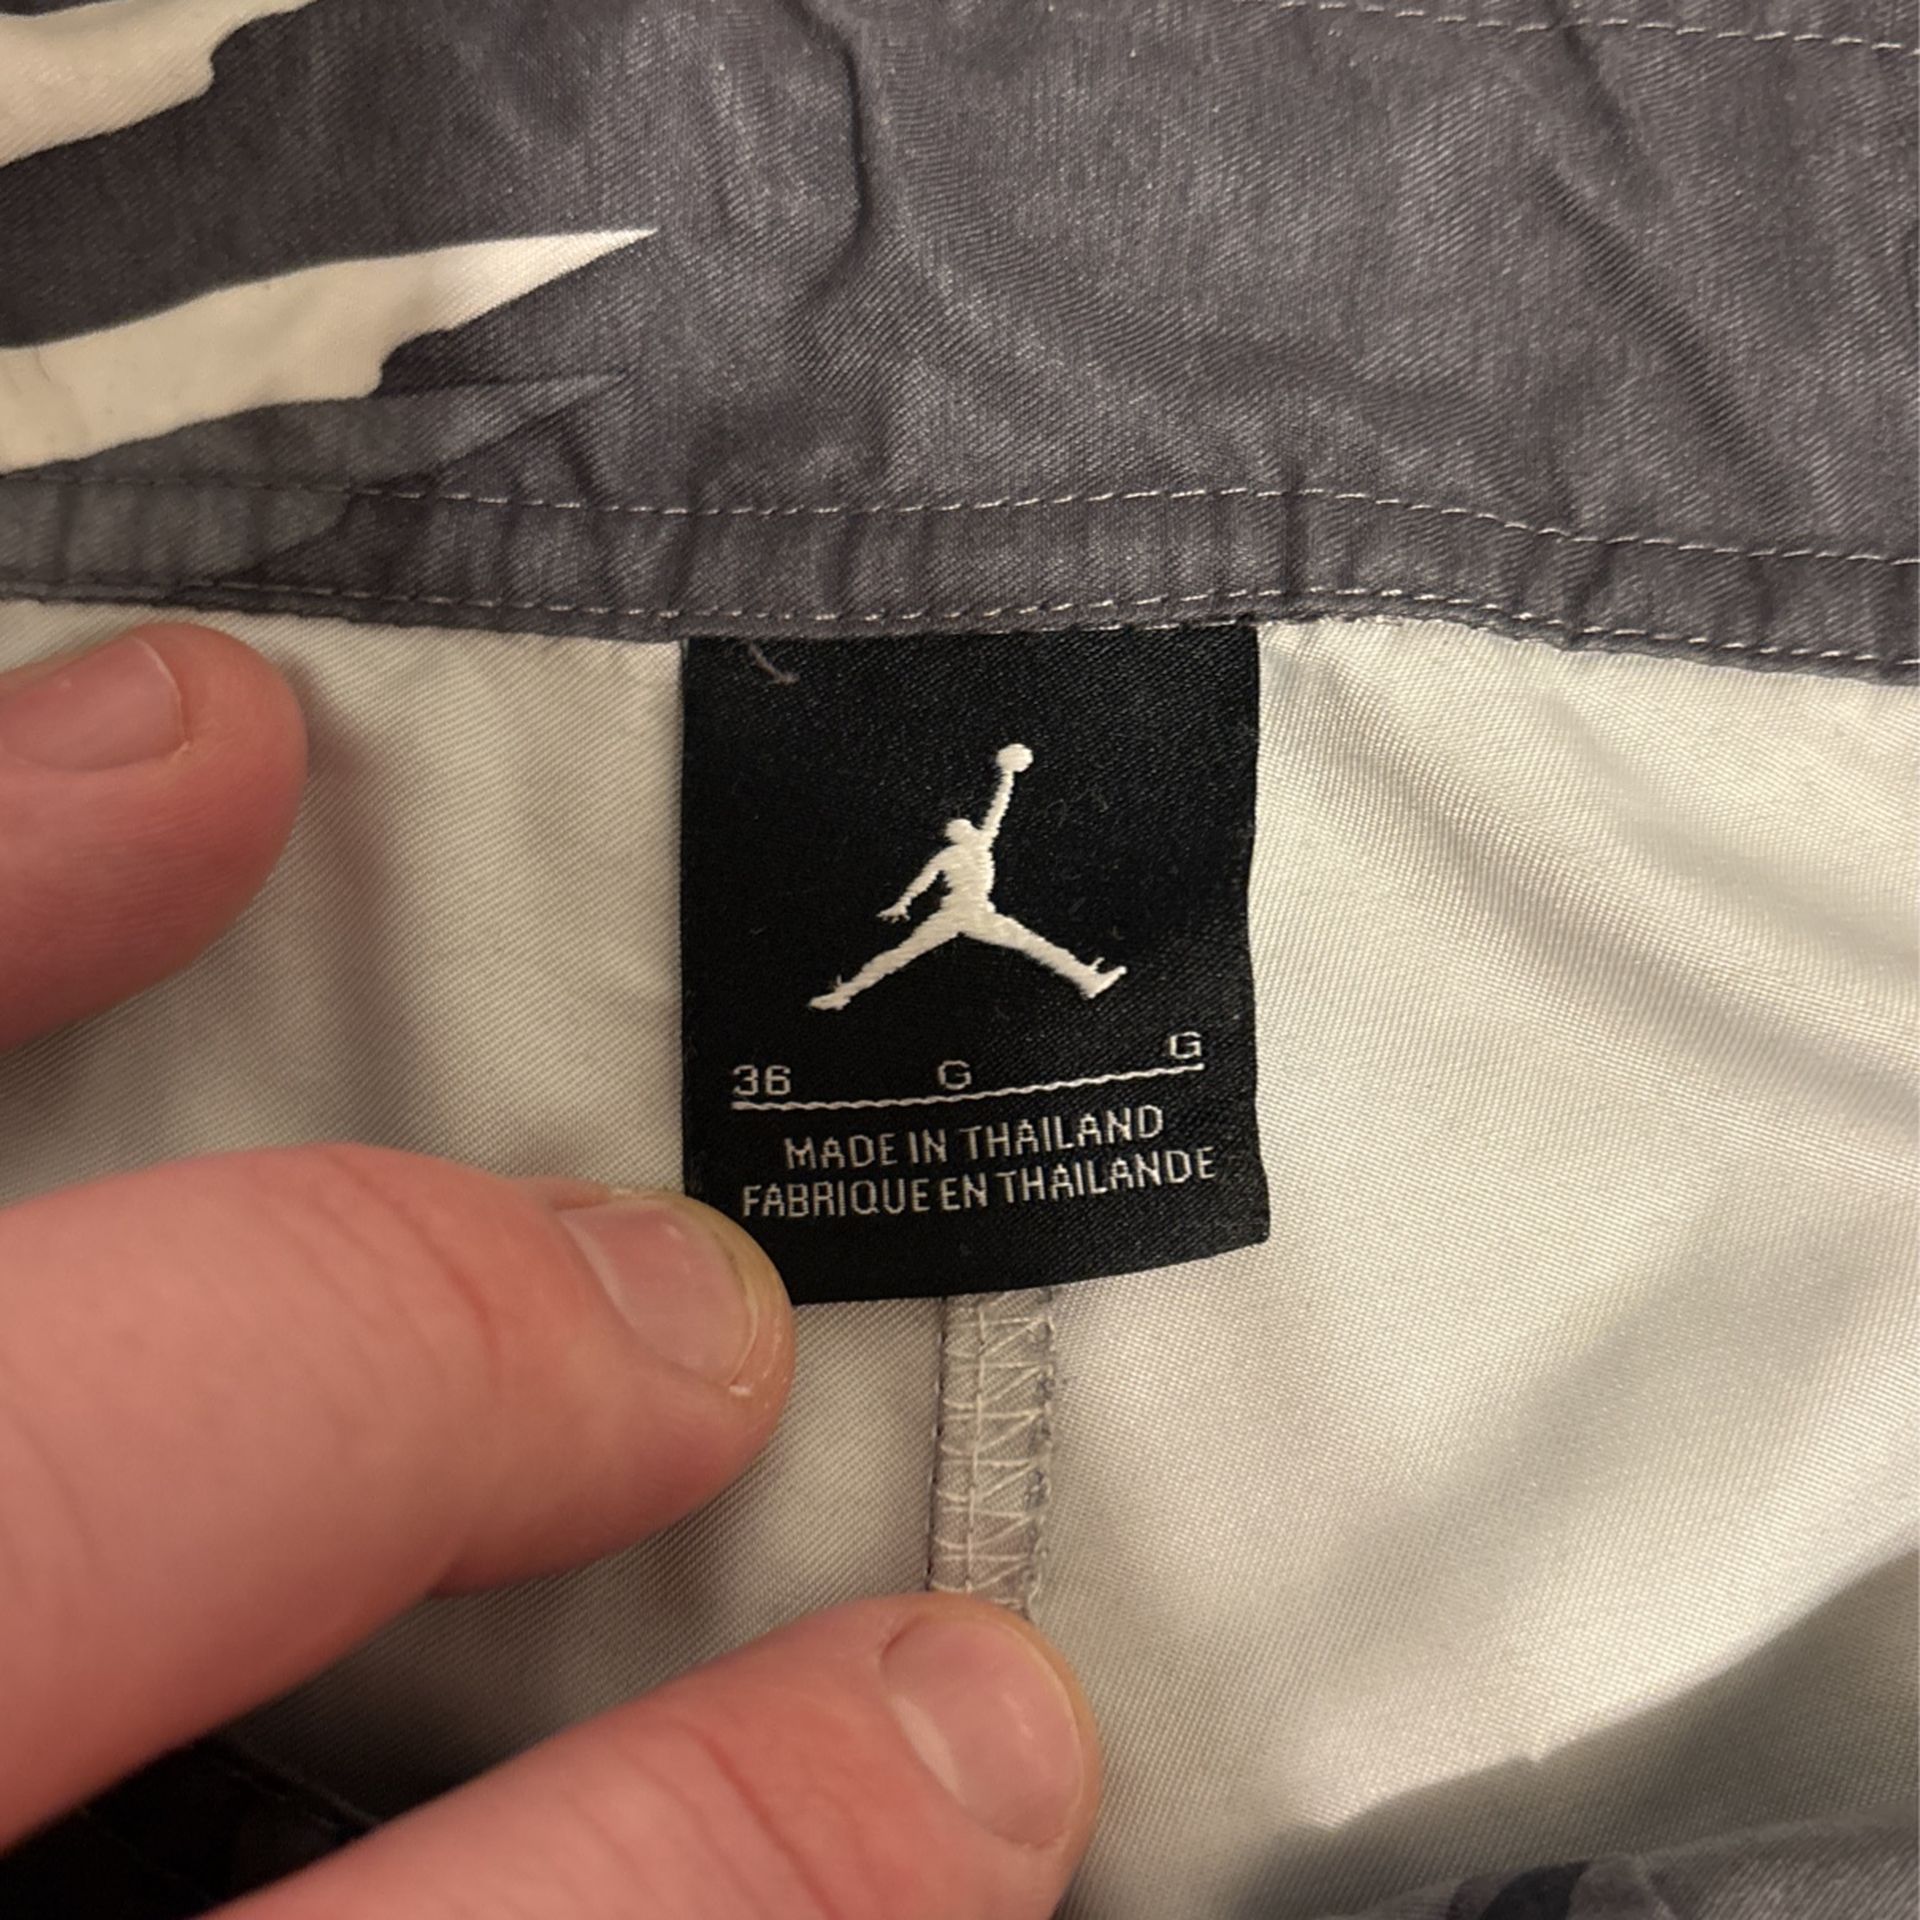 36 G G
MADE IN THAILAND
FABRIQUE EN THAILANDE